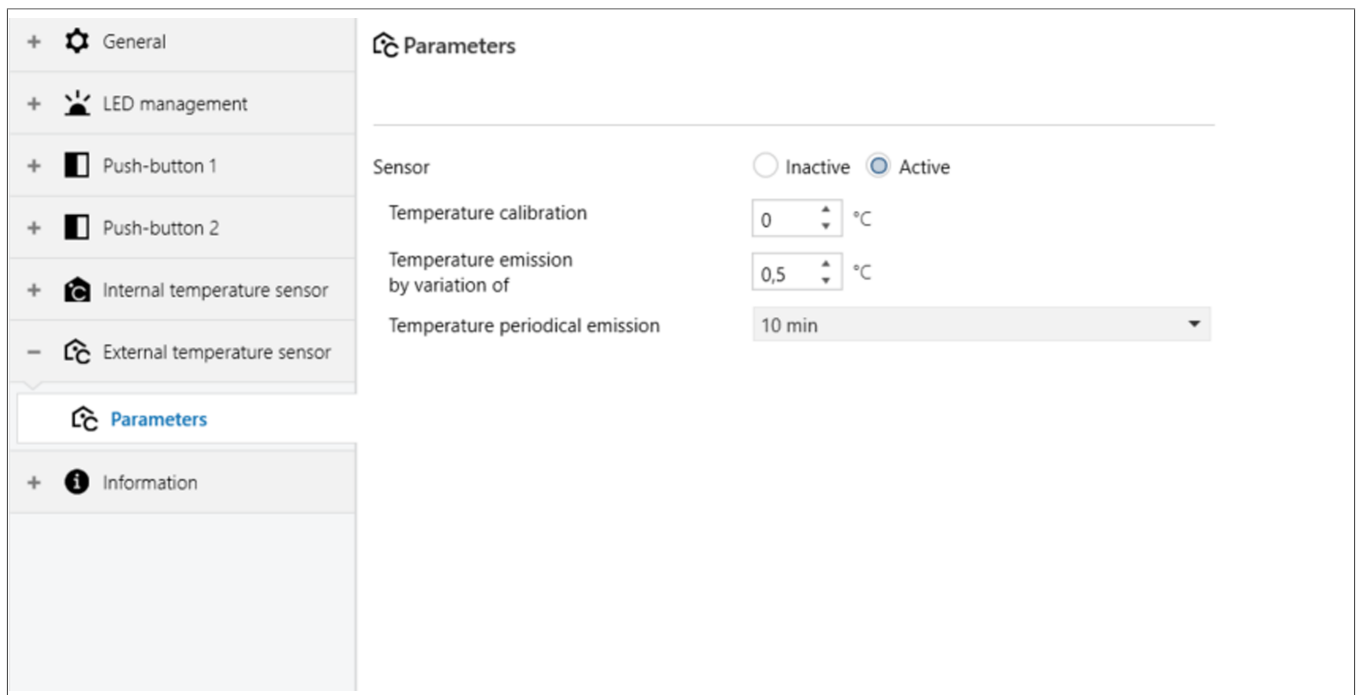 General
LED management
Push-button 1
Push-button 2
Internal temperature sensor
External temperature sensor
Parameters
Information
Parameters
Sensor
Inactive Active
Temperature calibration
0 °C
Temperature emission
by variation of
0,5 °C
Temperature periodical emission
10 min